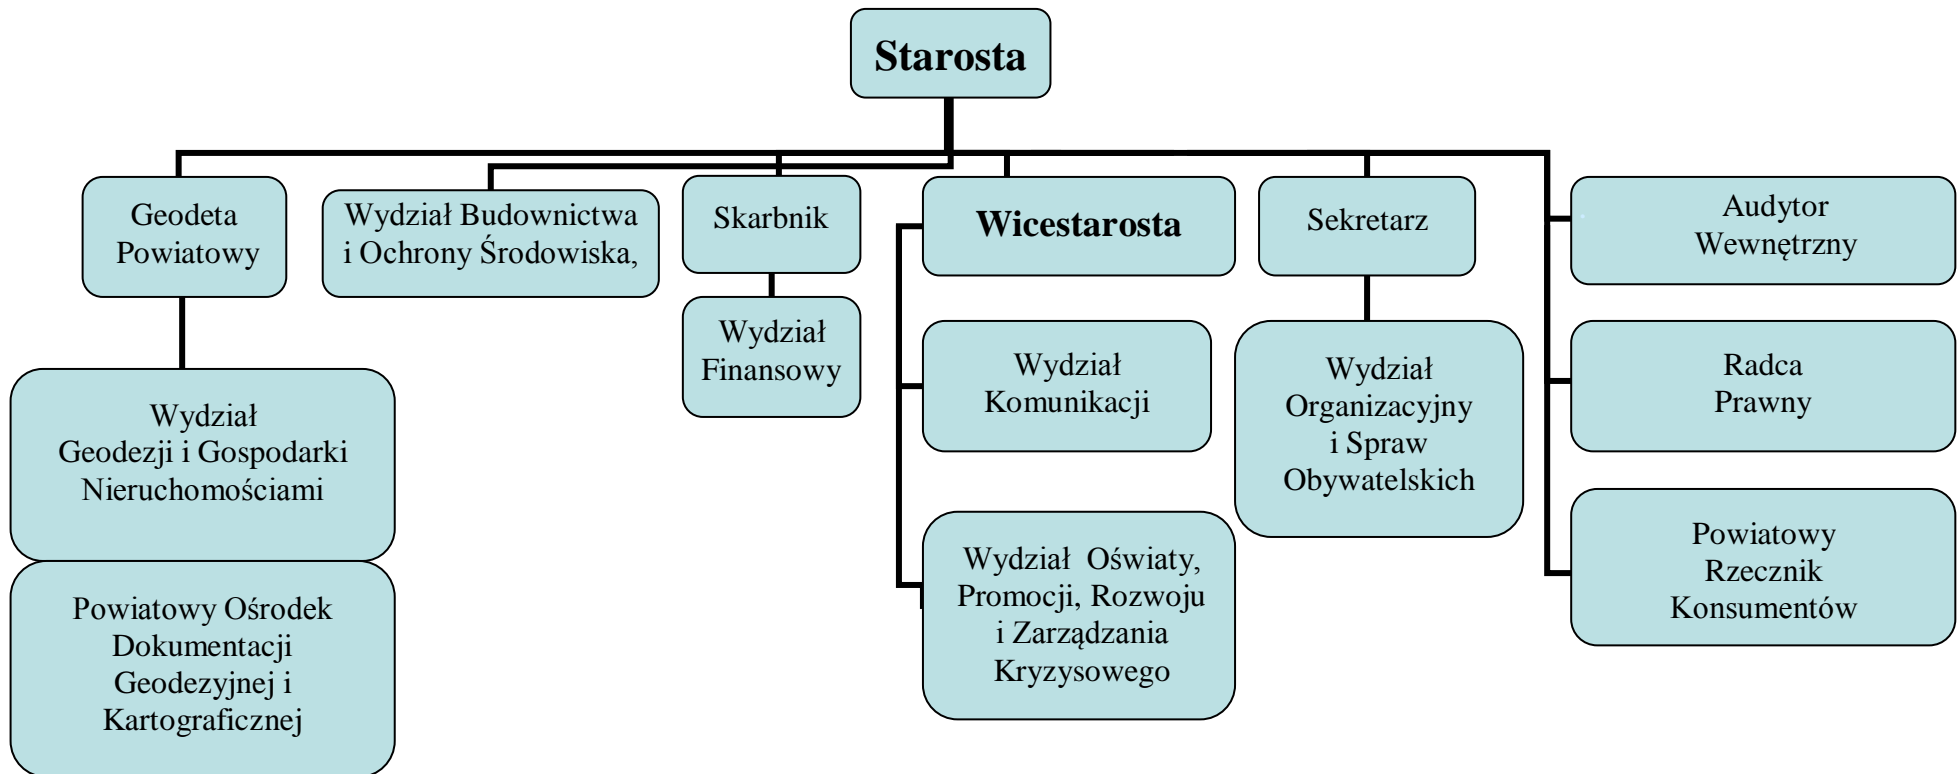 Starosta
Geodeta
Powiatowy
Wydział Budownictwa
i Ochrony Środowiska,
Skarbnik
Wicestarosta
Sekretarz
Audytor
Wewnętrzny
Wydział
Finansowy
Wydział
Komunikacji
Wydział
Organizacyjny
i Spraw
Obywatelskich
Radca
Prawny
Wydział
Geodezji i Gospodarki
Nieruchomościami
Wydział  Oświaty,
Promocji, Rozwoju
i Zarządzania
Kryzysowego
Powiatowy
Rzecznik
Konsumentów
Powiatowy Ośrodek
Dokumentacji
Geodezyjnej i
Kartograficznej